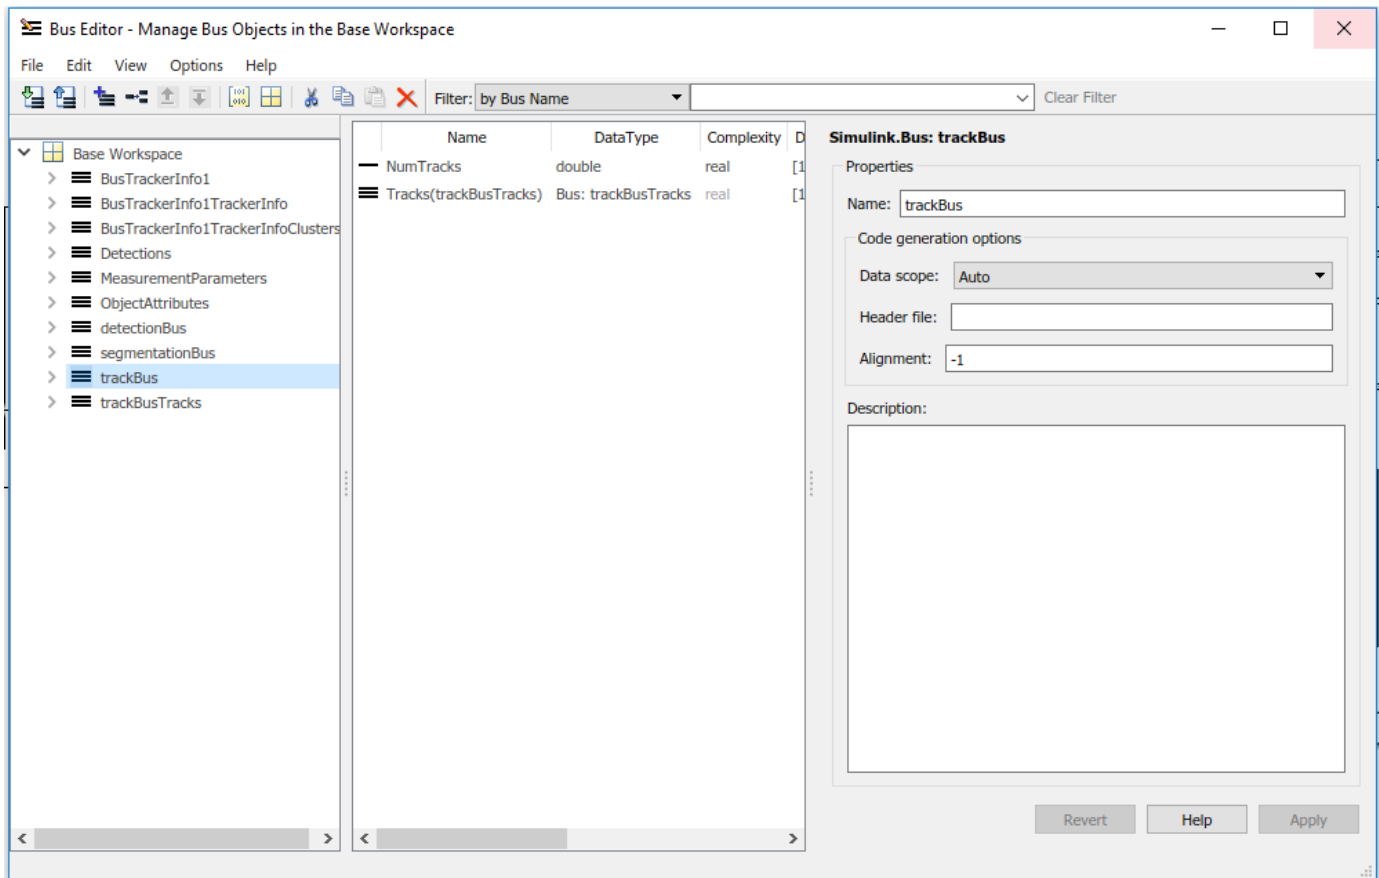 Bus Editor - Manage Bus Objects in the Base Workspace
File Edit View Options Help
Filter: by Bus Name Clear Filter
Base Workspace
BusTrackerInfo1
BusTrackerInfo1TrackerInfo
BusTrackerInfo1TrackerInfoClusters
Detections
MeasurementParameters
ObjectAttributes
detectionBus
segmentationBus
trackBus
trackBusTracks
Name DataType Complexity D
NumTracks double real [1
Tracks(trackBusTracks) Bus: trackBusTracks real [1
Simulink.Bus: trackBus
Properties
Name: trackBus
Code generation options
Data scope: Auto
Header file:
Alignment: -1
Description:
Revert Help Apply